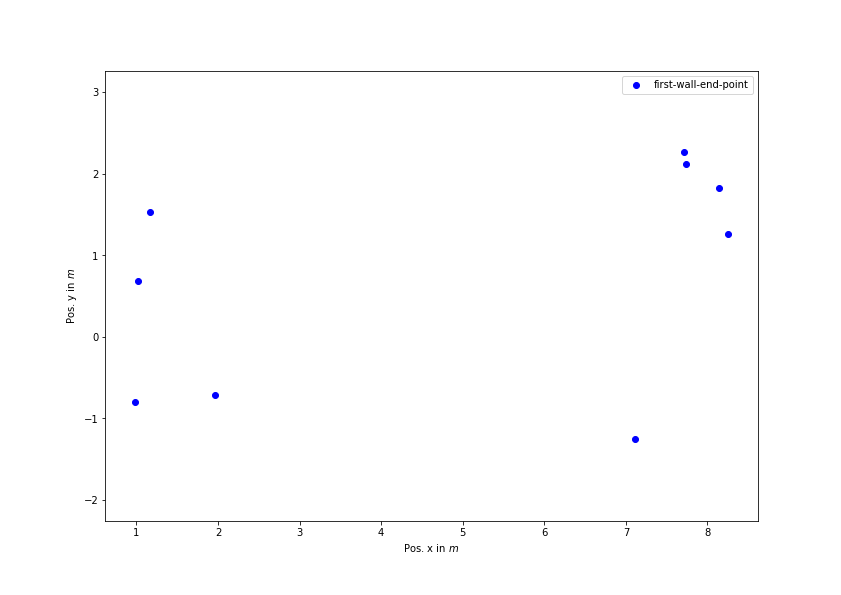 first-wall-end-point
3
2
1
0
−1
−2
Pos. y in m
1 2 3 4 5 6 7 8
Pos. x in m